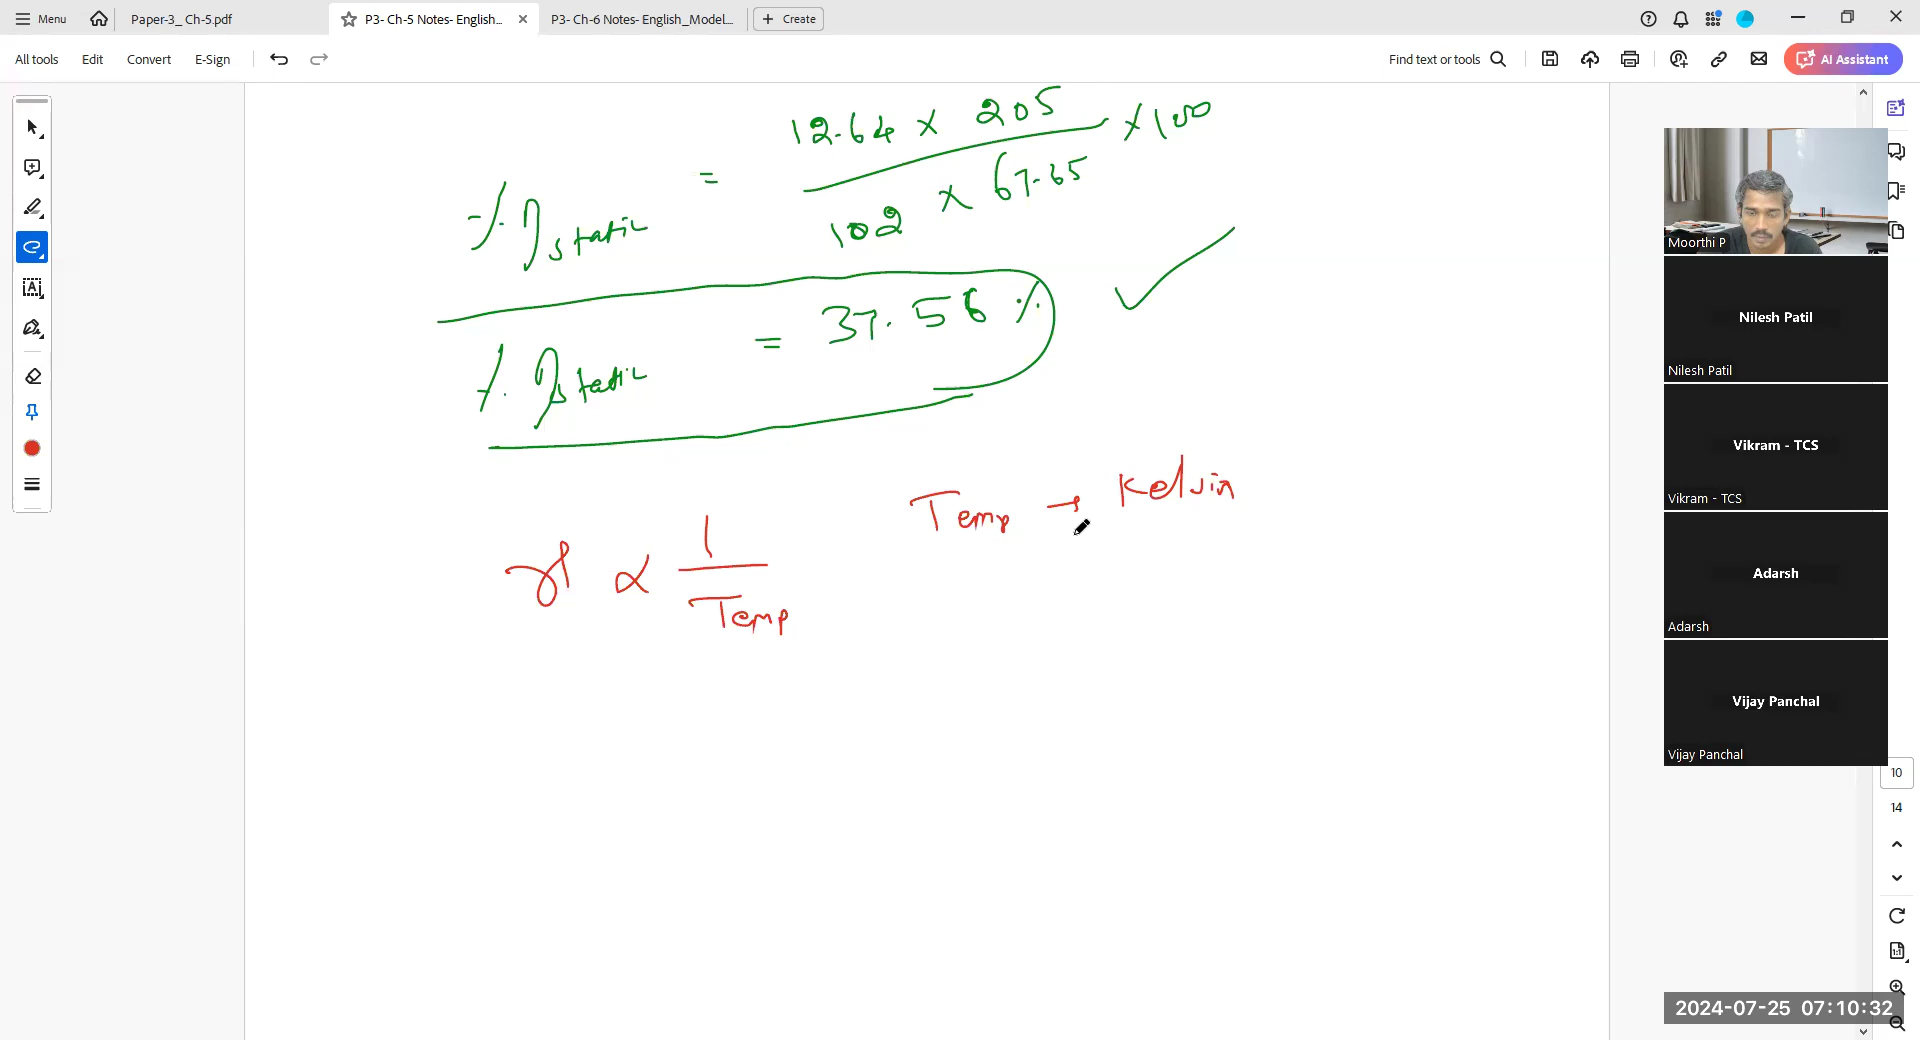 Menu
Paper-3_ Ch-5.pdf
P3- Ch-5 Notes- English...
P3- Ch-6 Notes- English_Model...
+ Create
All tools
Edit
Convert
E-Sign
Find text or tools
AI Assistant
12.64 × 205
× 100
102 × 67.65
% η static =
% η static = 37.56 %
γ ∝ 1
Temp
Temp → Kelvin
Moorthi P
Nilesh Patil
Nilesh Patil
Vikram - TCS
Vikram - TCS
Adarsh
Adarsh
Vijay Panchal
Vijay Panchal
10
14
2024-07-25 07:10:32